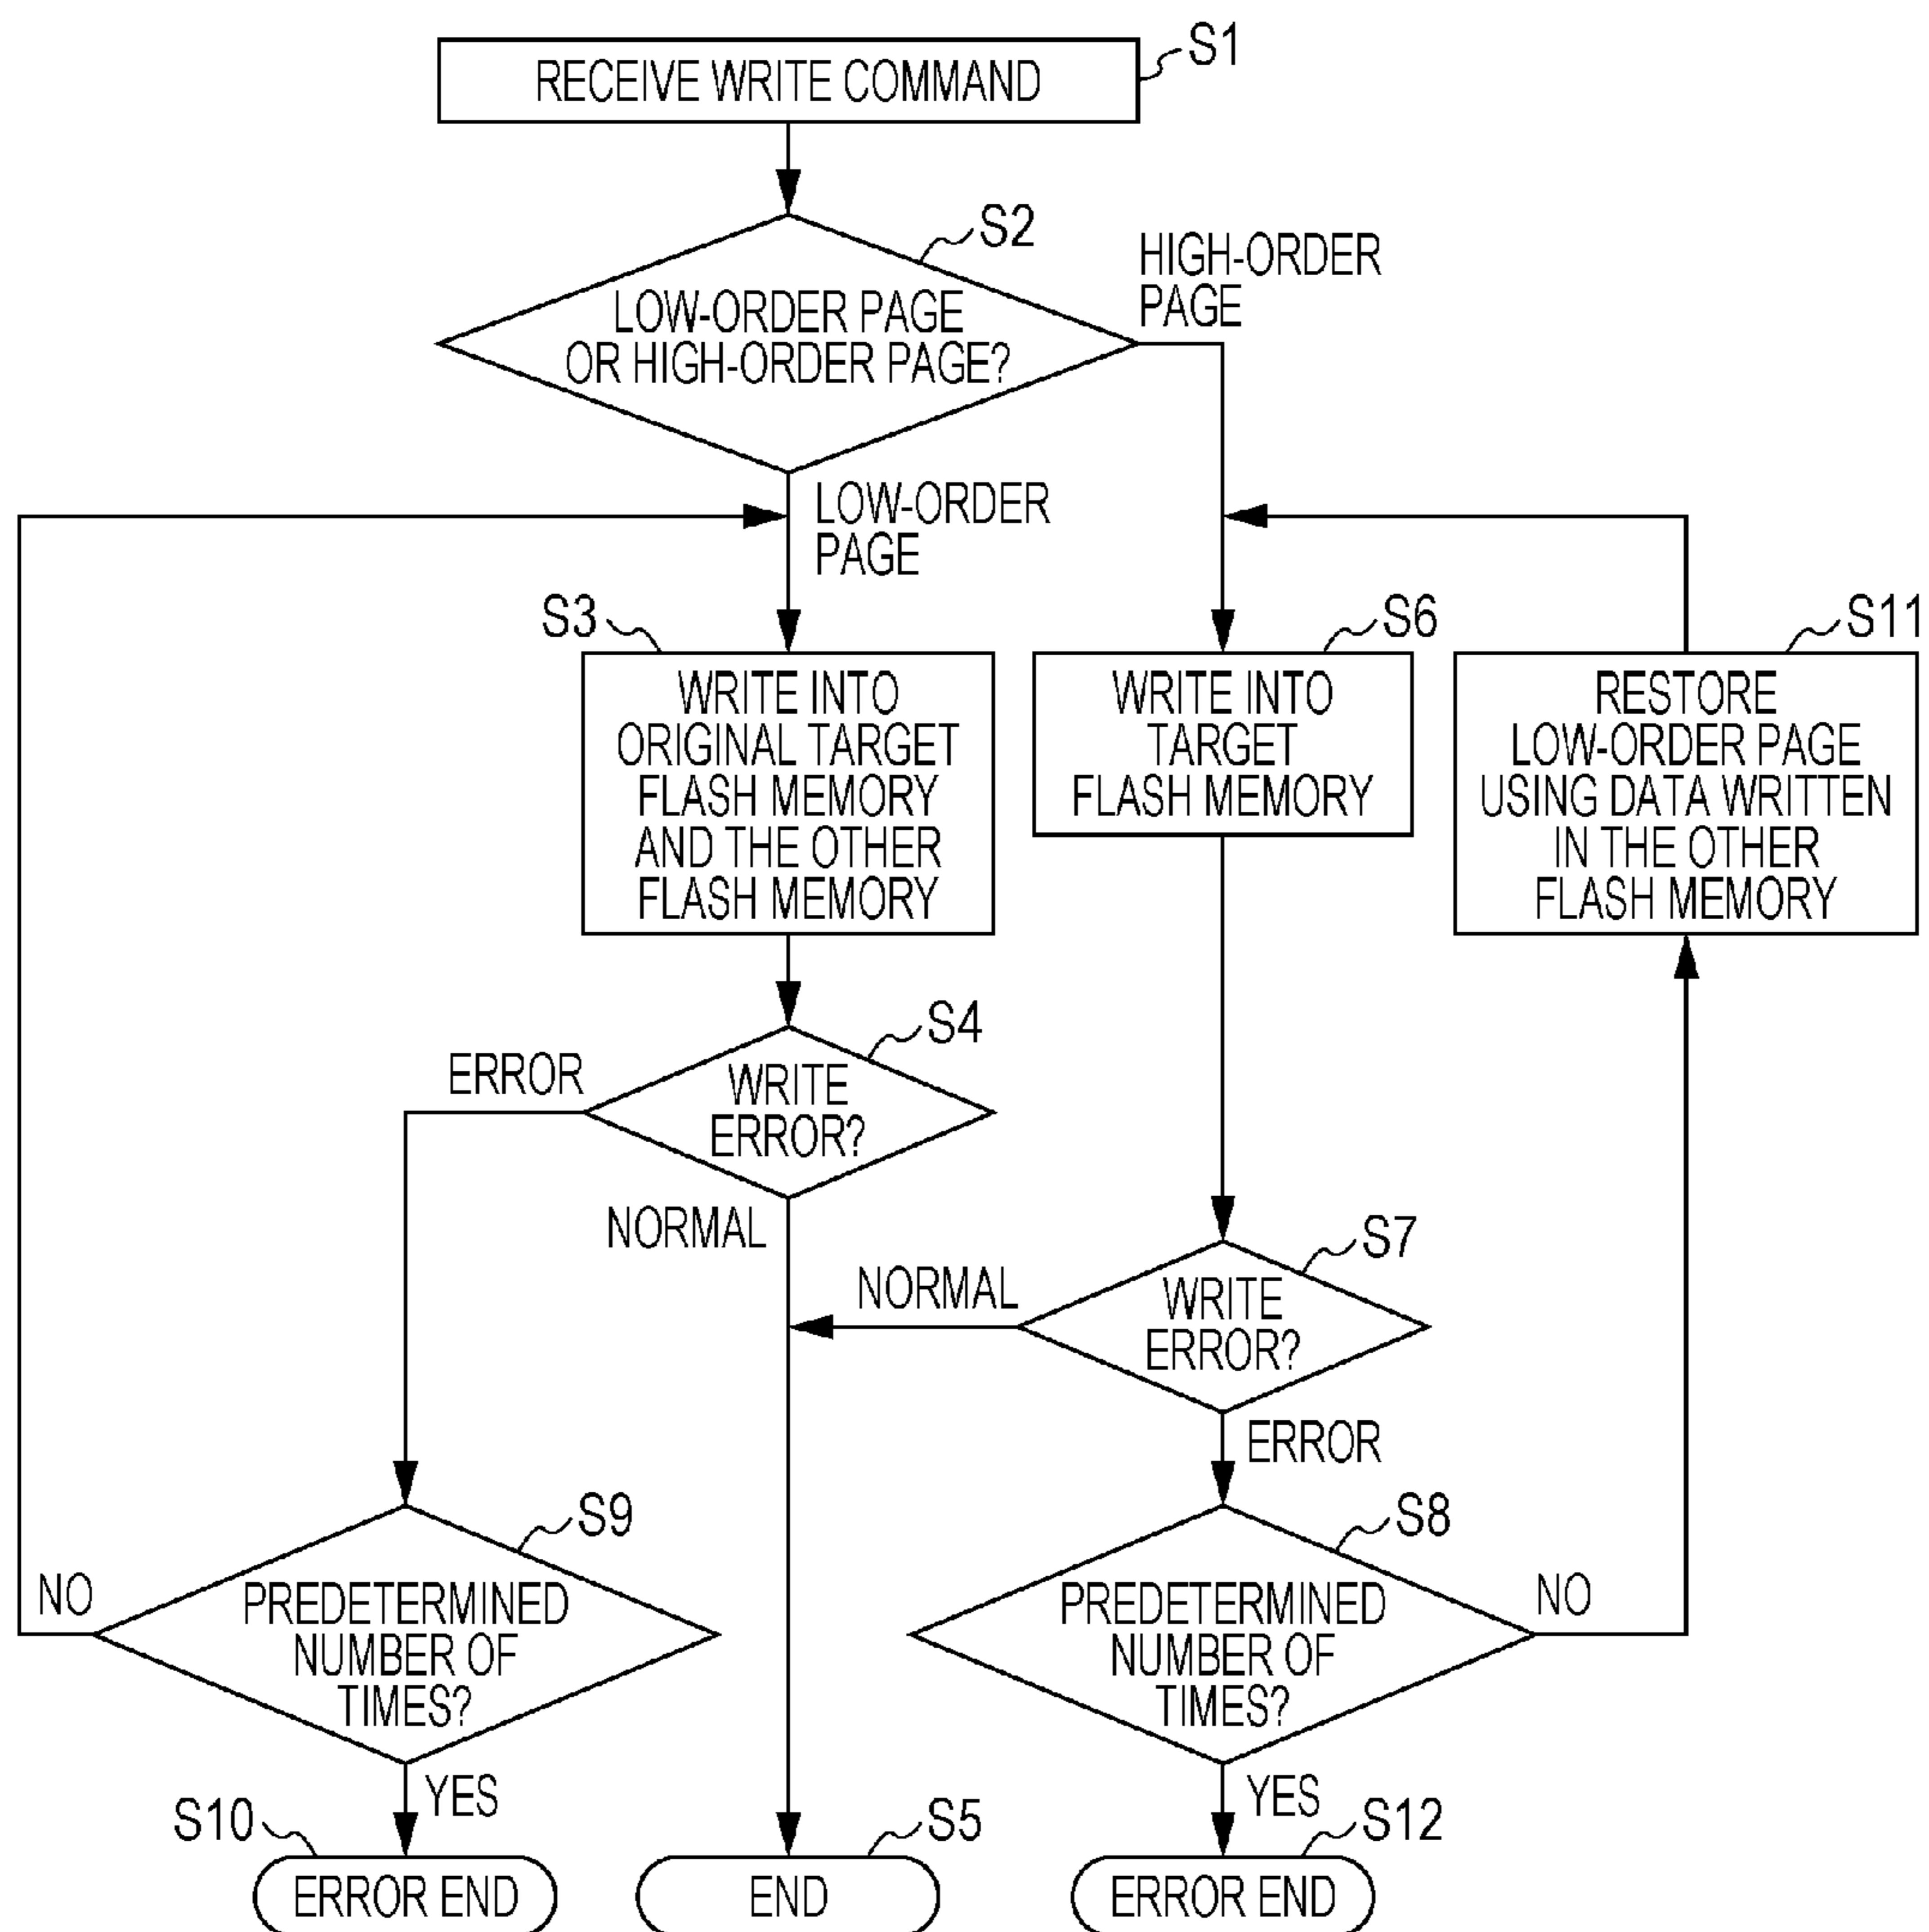 S1
RECEIVE WRITE COMMAND
S2
LOW-ORDER PAGE
OR HIGH-ORDER PAGE?
HIGH-ORDER
PAGE
LOW-ORDER
PAGE
S3
WRITE INTO
ORIGINAL TARGET
FLASH MEMORY
AND THE OTHER
FLASH MEMORY
S6
WRITE INTO
TARGET
FLASH MEMORY
S11
RESTORE
LOW-ORDER PAGE
USING DATA WRITTEN
IN THE OTHER
FLASH MEMORY
S4
WRITE
ERROR?
ERROR
NORMAL
S7
WRITE
ERROR?
NORMAL
ERROR
S9
PREDETERMINED
NUMBER OF
TIMES?
NO
YES
S8
PREDETERMINED
NUMBER OF
TIMES?
NO
YES
S10
ERROR END
S5
END
S12
ERROR END